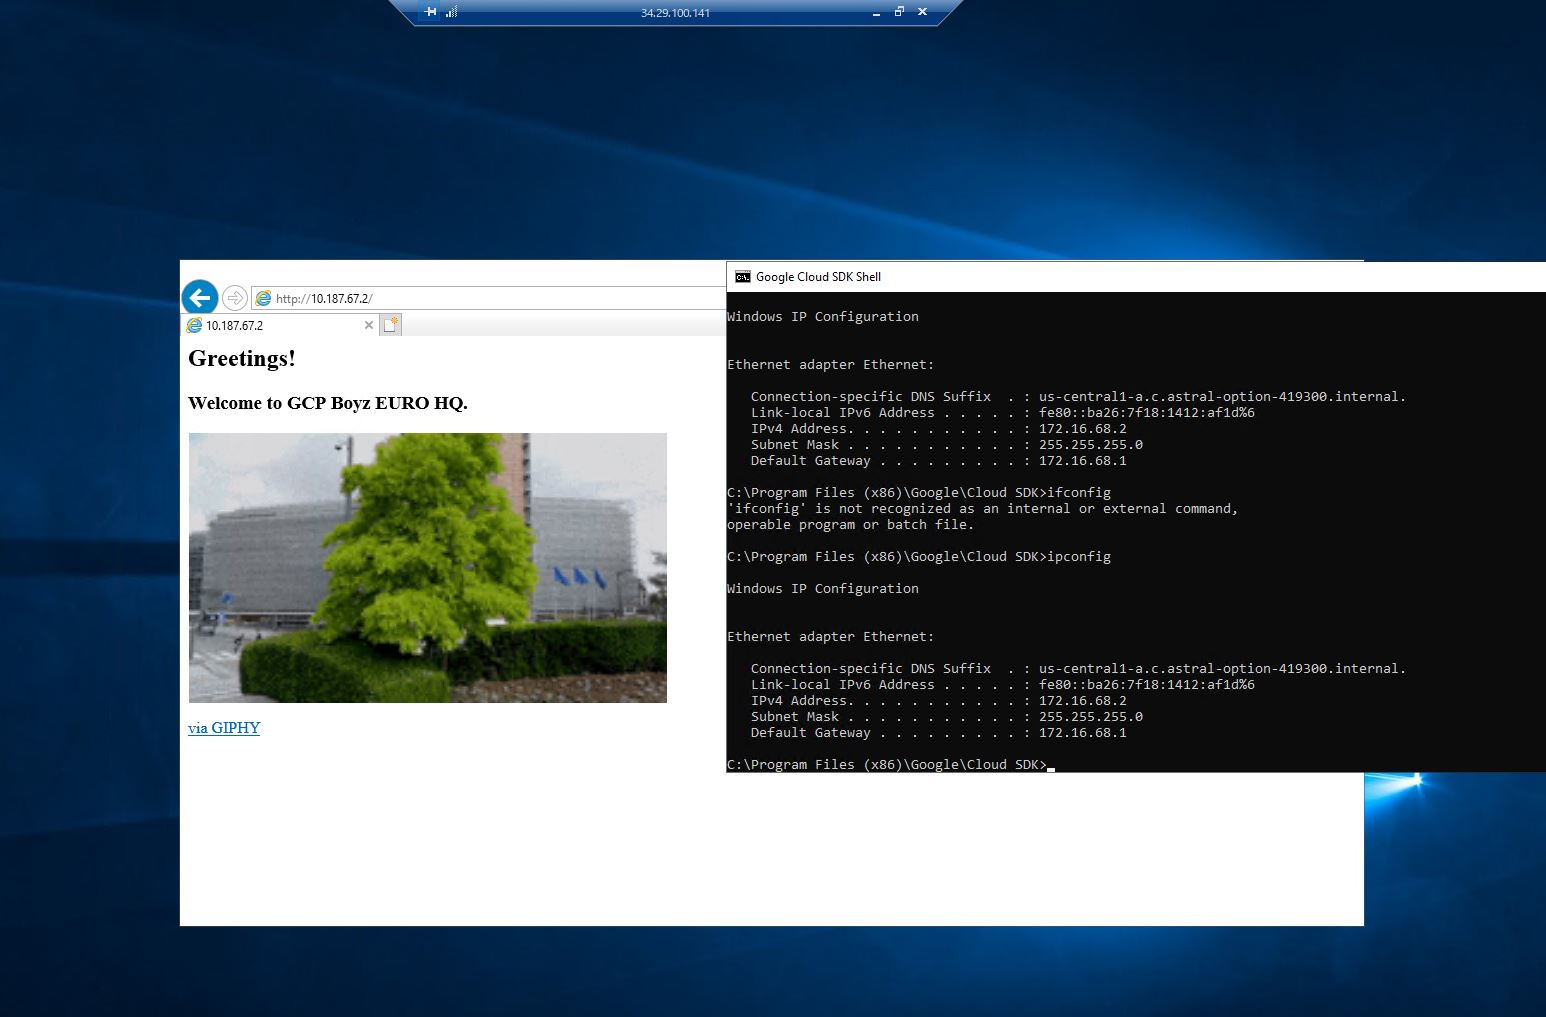 34.29.100.141
http://10.187.67.2/
10.187.67.2
Greetings!
Welcome to GCP Boyz EURO HQ.
via GIPHY
Google Cloud SDK Shell
Windows IP Configuration
Ethernet adapter Ethernet:
Connection-specific DNS Suffix  . : us-central1-a.c.astral-option-419300.internal.
Link-local IPv6 Address . . . . . : fe80::ba26:7f18:1412:af1d%6
IPv4 Address. . . . . . . . . . . : 172.16.68.2
Subnet Mask . . . . . . . . . . . : 255.255.255.0
Default Gateway . . . . . . . . . : 172.16.68.1
C:\Program Files (x86)\Google\Cloud SDK>ifconfig
'ifconfig' is not recognized as an internal or external command,
operable program or batch file.
C:\Program Files (x86)\Google\Cloud SDK>ipconfig
Windows IP Configuration
Ethernet adapter Ethernet:
Connection-specific DNS Suffix  . : us-central1-a.c.astral-option-419300.internal.
Link-local IPv6 Address . . . . . : fe80::ba26:7f18:1412:af1d%6
IPv4 Address. . . . . . . . . . . : 172.16.68.2
Subnet Mask . . . . . . . . . . . : 255.255.255.0
Default Gateway . . . . . . . . . : 172.16.68.1
C:\Program Files (x86)\Google\Cloud SDK>